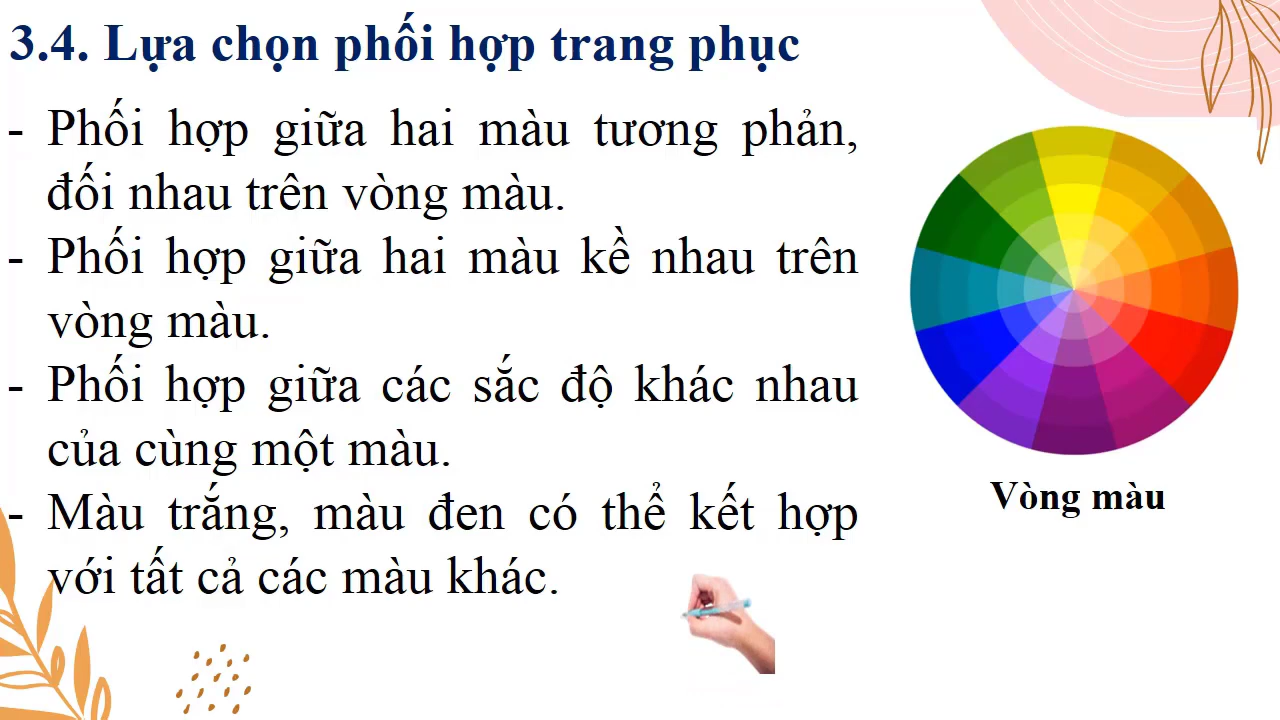 3.4. Lựa chọn phối hợp trang phục
- Phối hợp giữa hai màu tương phản,
đối nhau trên vòng màu.
- Phối hợp giữa hai màu kề nhau trên
vòng màu.
- Phối hợp giữa các sắc độ khác nhau
của cùng một màu.
- Màu trắng, màu đen có thể kết hợp
với tất cả các màu khác.
Vòng màu